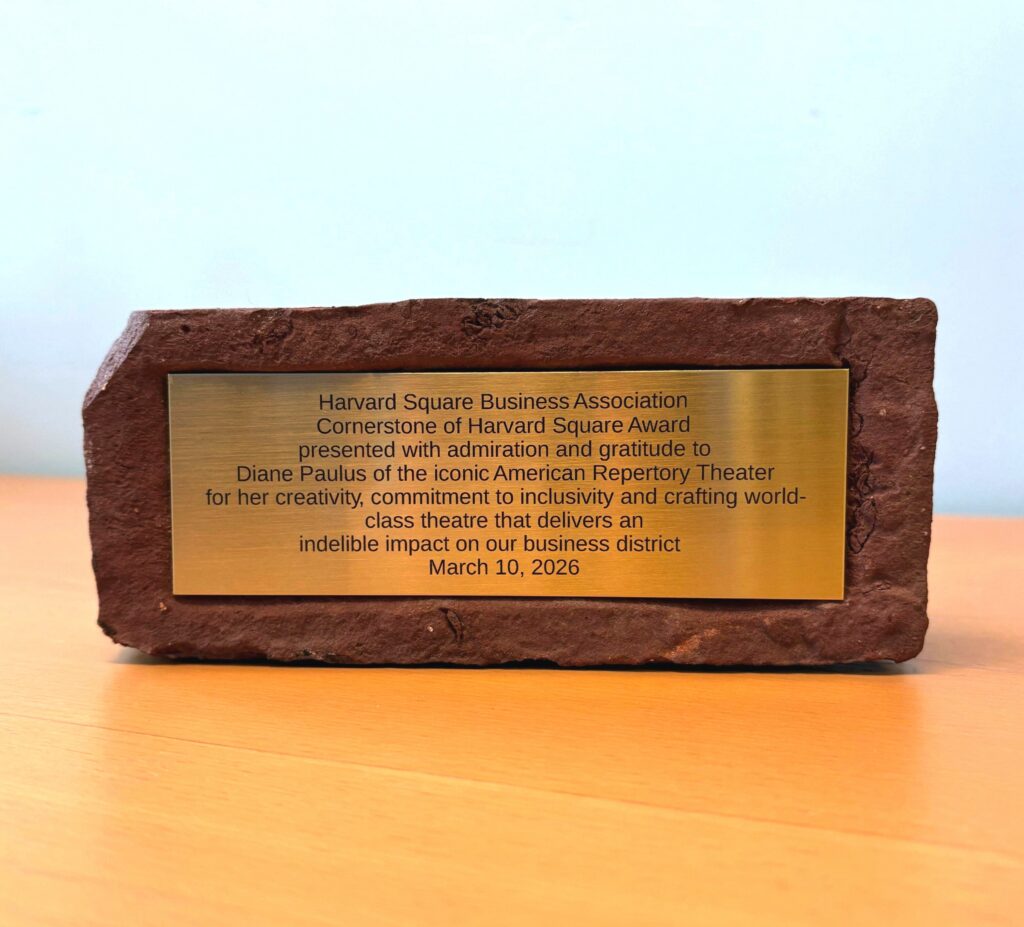 Harvard Square Business Association
Cornerstone of Harvard Square Award
presented with admiration and gratitude to
Diane Paulus of the iconic American Repertory Theater
for her creativity, commitment to inclusivity and crafting world-
class theatre that delivers an
indelible impact on our business district
March 10, 2026